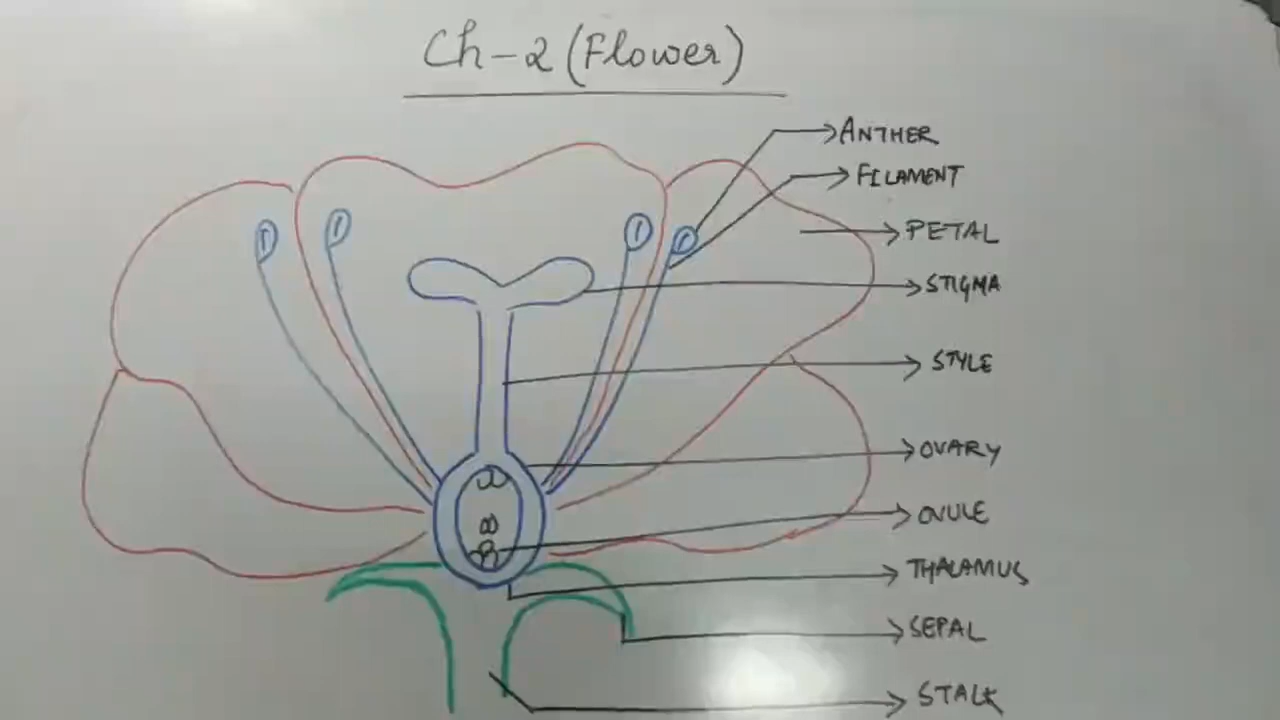 Ch-2 (Flower)
ANTHER
FILAMENT
PETAL
STIGMA
STYLE
OVARY
OVULE
THALAMUS
SEPAL
STALK